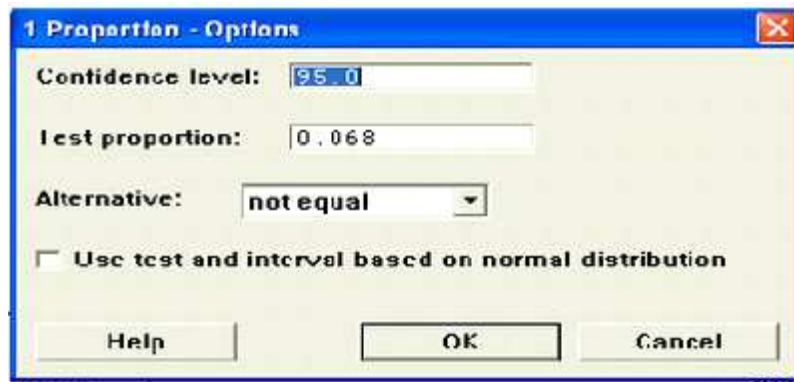 1 Proportion - Options
Confidence level: 95.0
Test proportion: 0.068
Alternative: not equal
Use test and interval based on normal distribution
Help OK Cancel